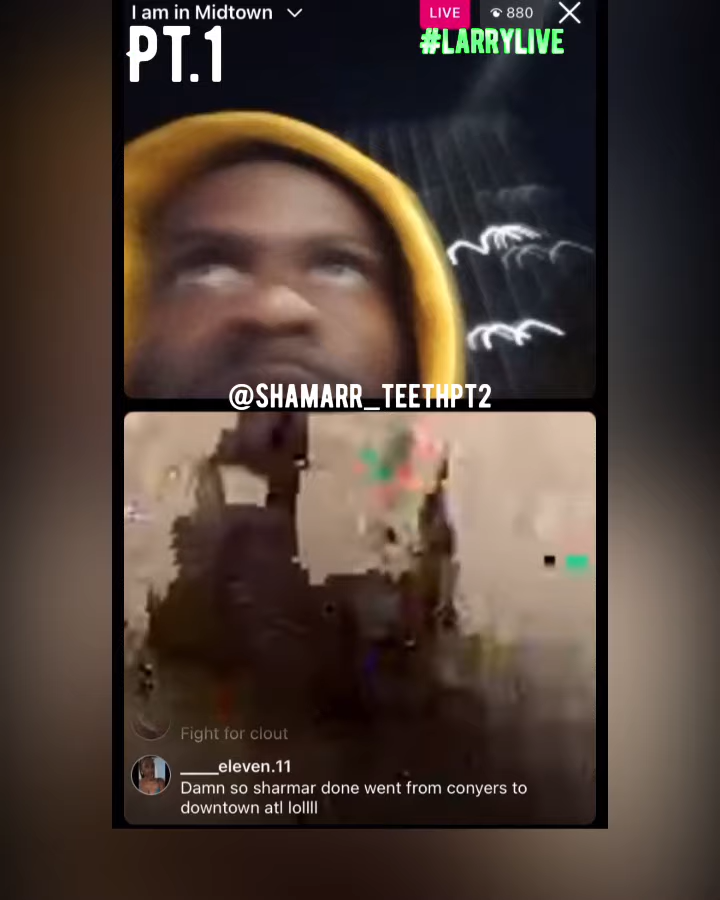 I am in Midtown
LIVE
880
PT.1
#LARRYLIVE
@SHAMARR_TEETHPT2
Fight for clout
____eleven.11
Damn so sharmar done went from conyers to
downtown atl lollll